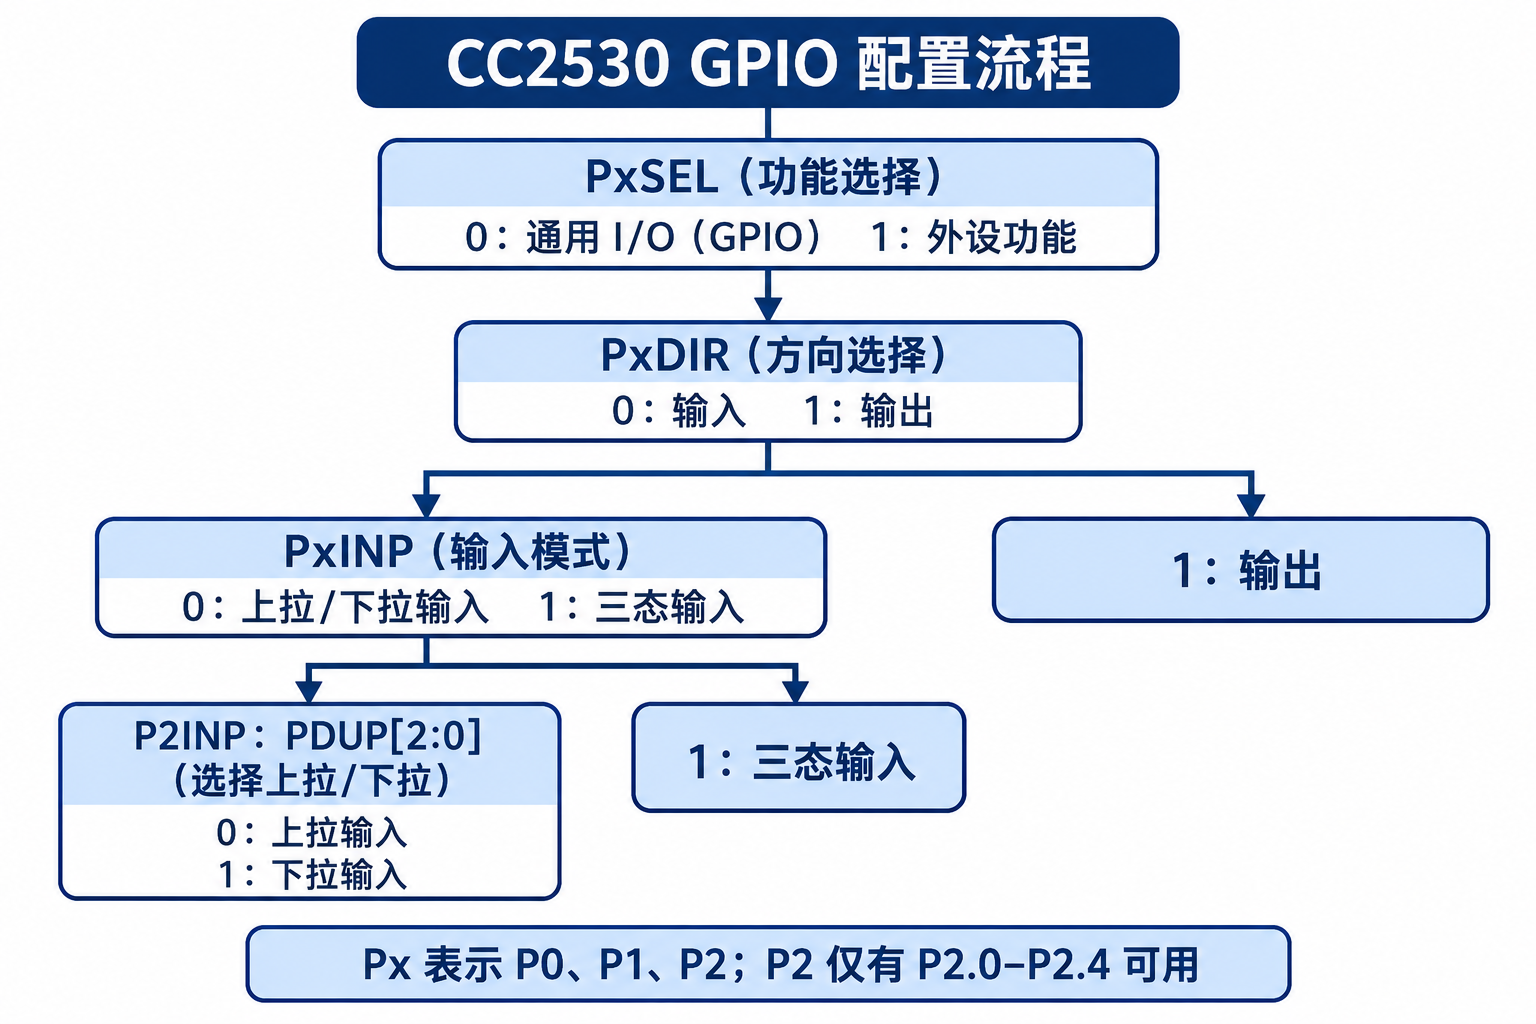 CC2530 GPIO 配置流程
PxSEL（功能选择）
0：通用 I/O（GPIO） 1：外设功能
PxDIR（方向选择）
0：输入 1：输出
PxINP（输入模式）
0：上拉/下拉输入 1：三态输入
1：输出
P2INP：PDUP[2:0]
（选择上拉/下拉）
0：上拉输入
1：下拉输入
1：三态输入
Px 表示 P0、P1、P2；P2 仅有 P2.0–P2.4 可用